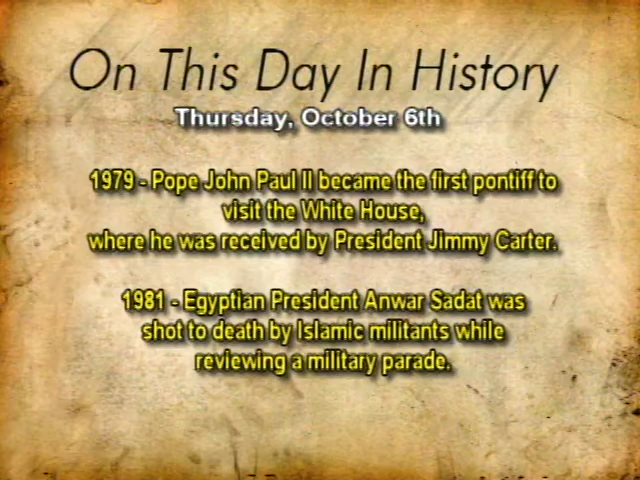 On This Day In History
Thursday, October 6th
1979 - Pope John Paul II became the first pontiff to
visit the White House,
where he was received by President Jimmy Carter.
1981 - Egyptian President Anwar Sadat was
shot to death by Islamic militants while
reviewing a military parade.